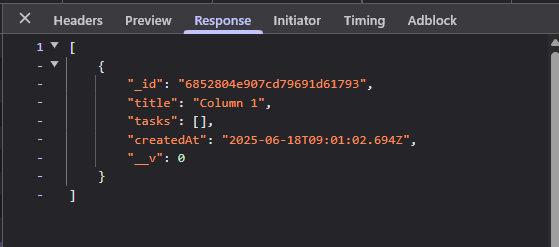 Headers Preview Response Initiator Timing Adblock
1 [
- {
- "_id": "6852804e907cd79691d61793",
- "title": "Column 1",
- "tasks": [],
- "createdAt": "2025-06-18T09:01:02.694Z",
- "__v": 0
- }
- ]